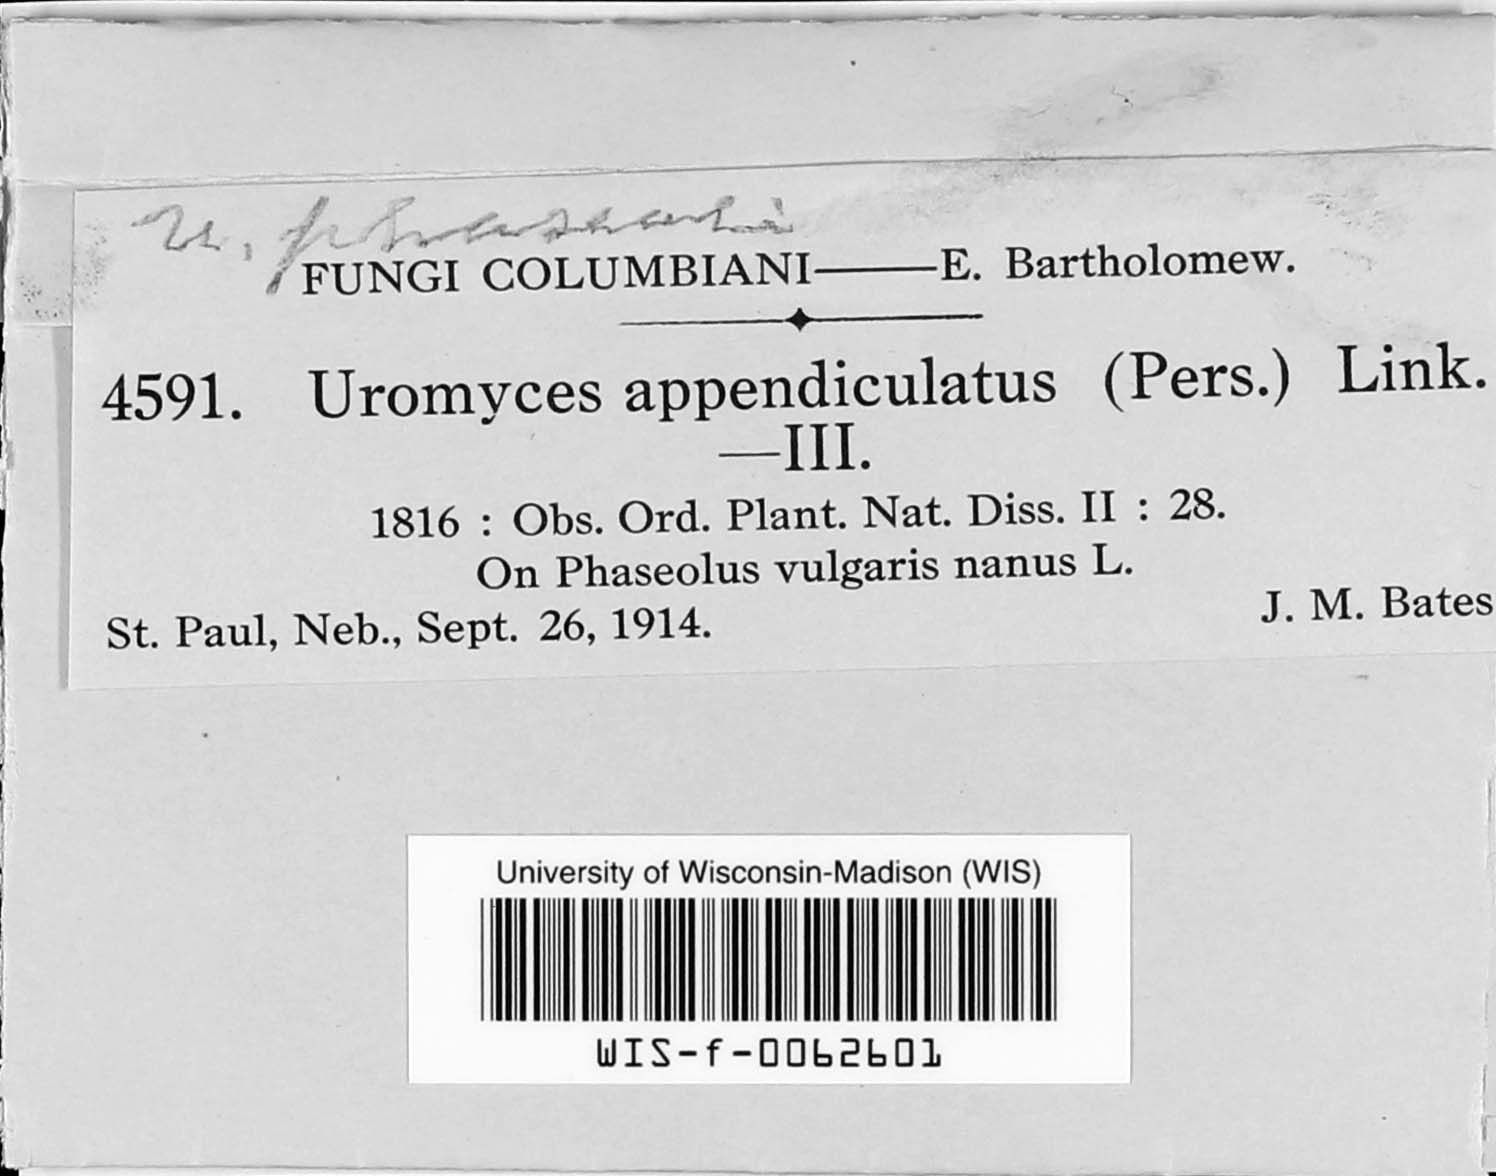 U. phaseoli
FUNGI COLUMBIANI——E. Bartholomew.
4591. Uromyces appendiculatus (Pers.) Link.
—III.
1816 : Obs. Ord. Plant. Nat. Diss. II : 28.
On Phaseolus vulgaris nanus L.
St. Paul, Neb., Sept. 26, 1914. J. M. Bates
University of Wisconsin-Madison (WIS)
WIS-f-0062601